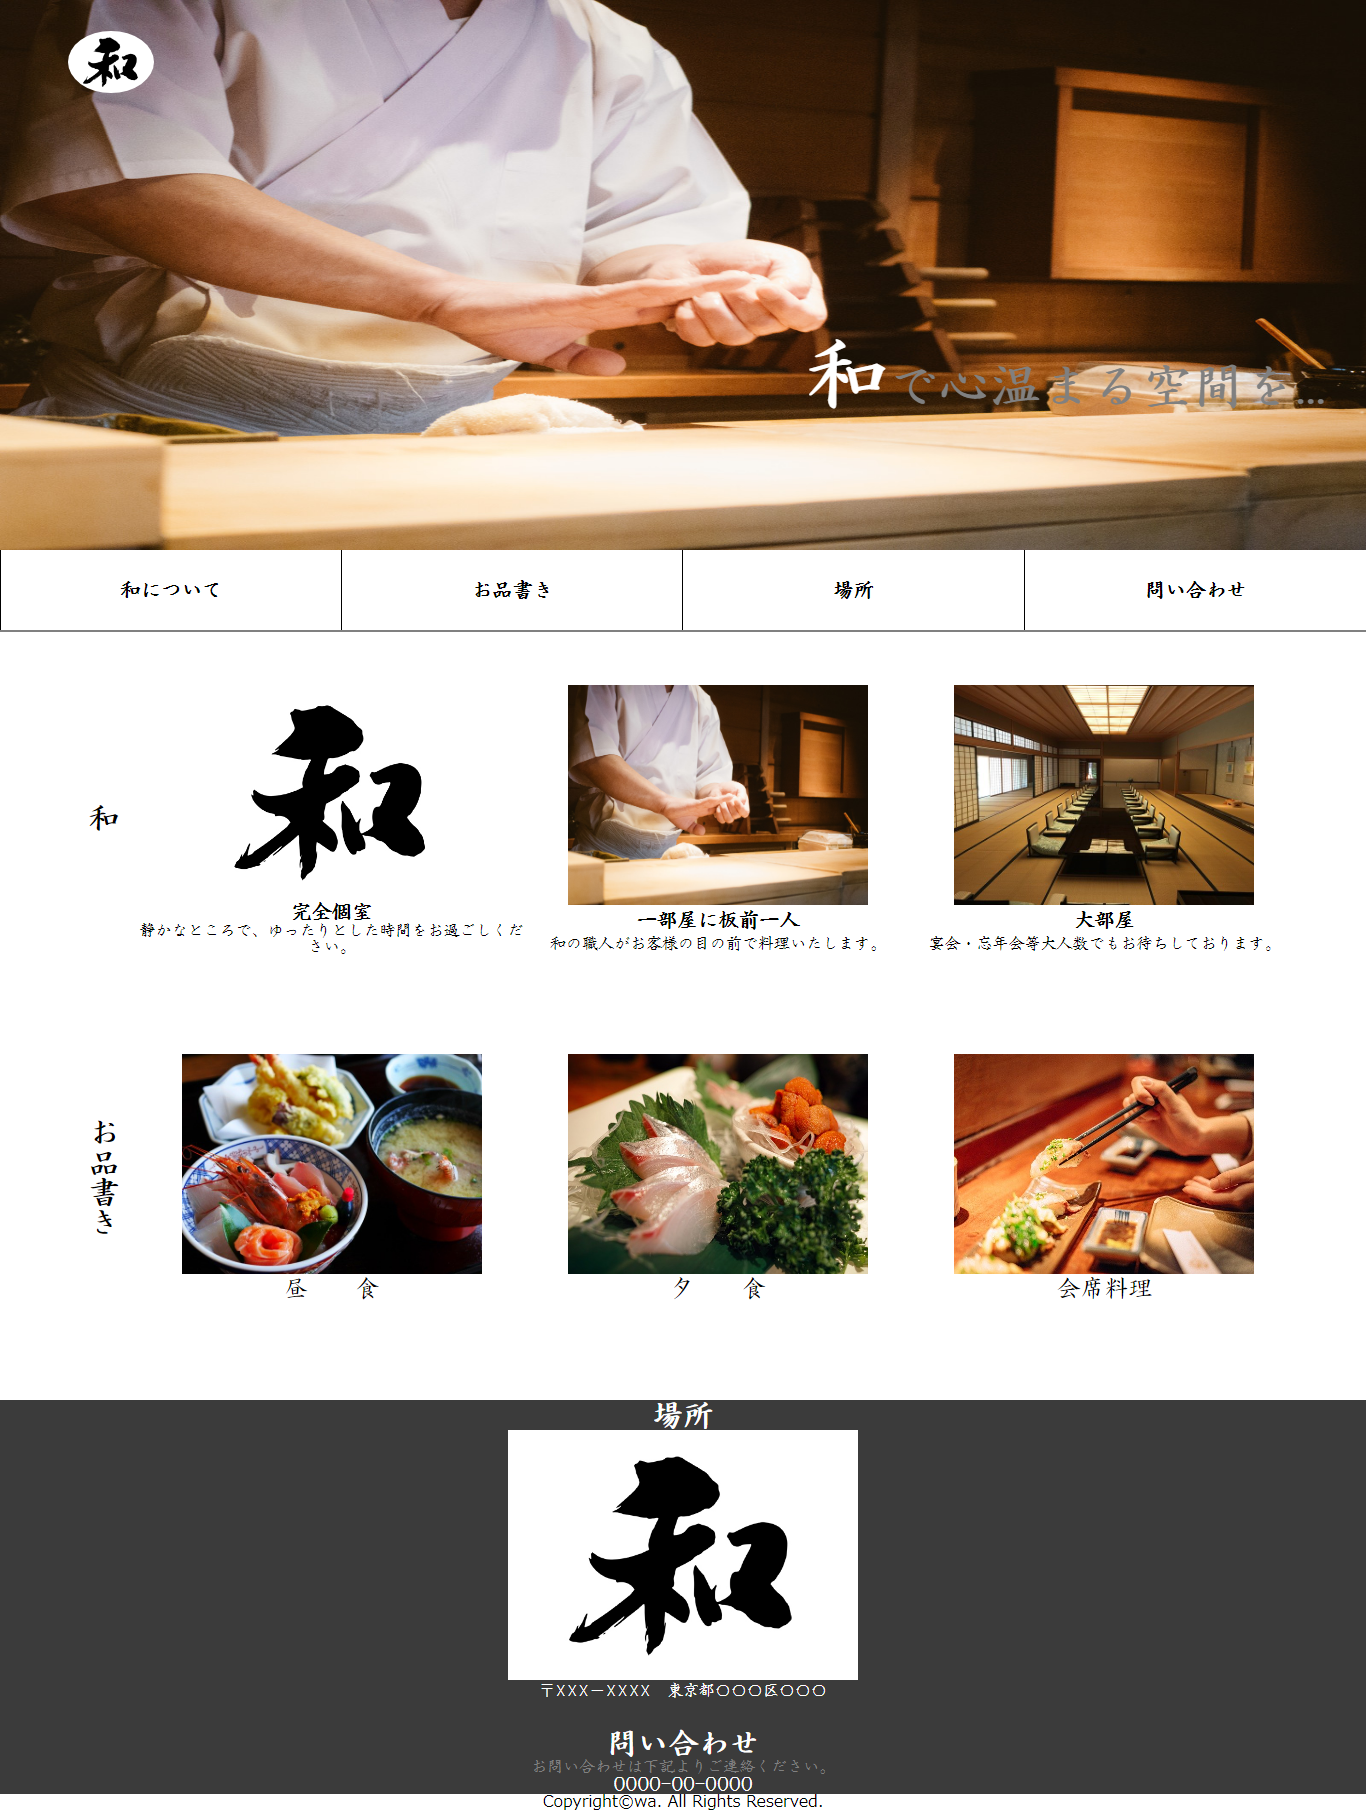 和
和で心温まる空間を...
和について
お品書き
場所
問い合わせ
和
和
完全個室
静かなところで、ゆったりとした時間をお過ごしくだ
さい。
一部屋に板前一人
和の職人がお客様の目の前で料理いたします。
大部屋
宴会・忘年会等大人数でもお待ちしております。
お品書き
昼　　食
夕　　食
会席料理
場所
和
〒XXX－XXXX　東京都〇〇〇区〇〇〇
問い合わせ
お問い合わせは下記よりご連絡ください。
0000-00-0000
Copyright©wa. All Rights Reserved.